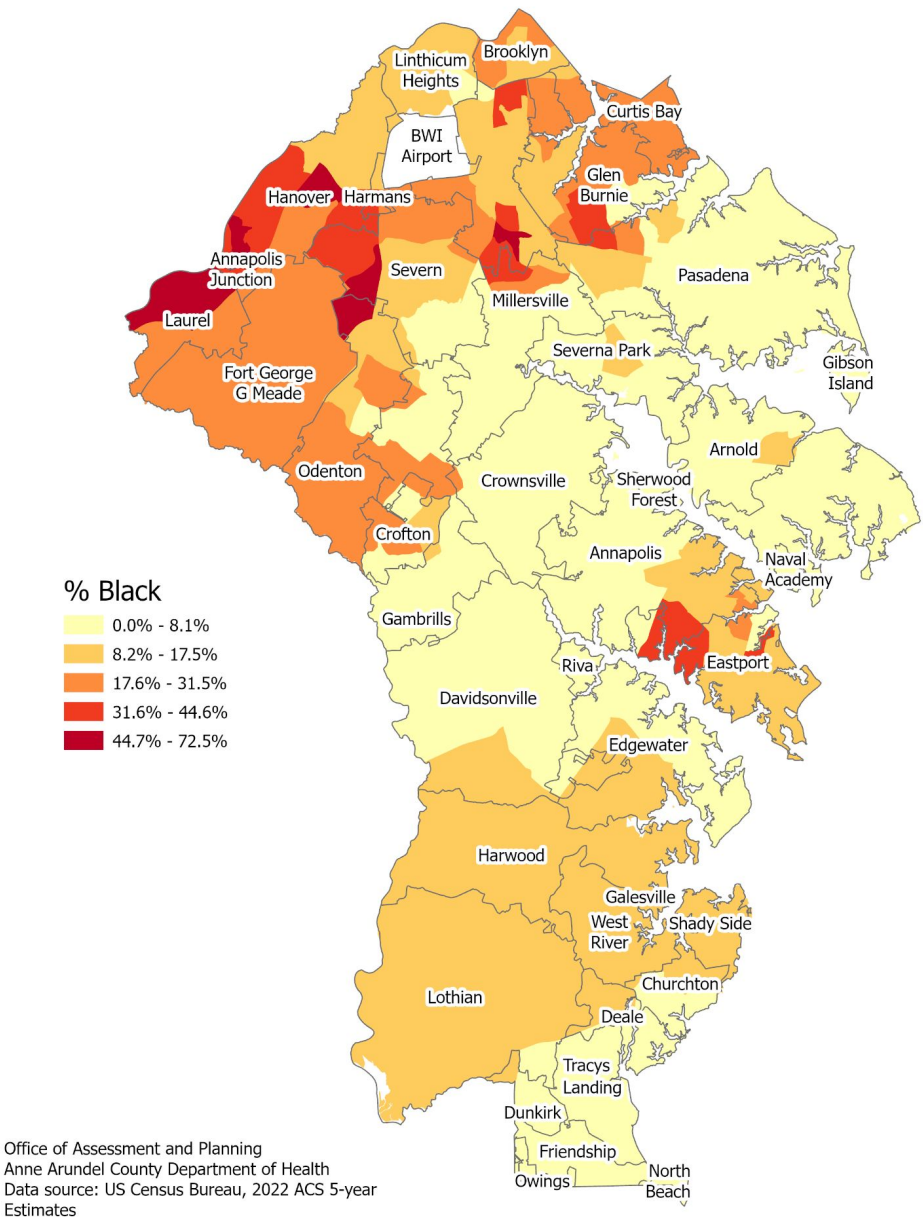 Brooklyn
Linthicum
Heights
Curtis Bay
BWI
Airport
Glen
Burnie
Hanover
Harmans
Annapolis
Junction
Severn
Pasadena
Millersville
Laurel
Severna Park
Fort George
G Meade
Gibson
Island
Arnold
Odenton
Crownsville
Sherwood
Forest
Crofton
Annapolis
Naval
Academy
% Black
0.0% - 8.1%
8.2% - 17.5%
17.6% - 31.5%
31.6% - 44.6%
44.7% - 72.5%
Gambrills
Riva
Eastport
Davidsonville
Edgewater
Harwood
Galesville
West
River
Shady Side
Churchton
Lothian
Deale
Tracys
Landing
Dunkirk
Friendship
Owings
North
Beach
Office of Assessment and Planning
Anne Arundel County Department of Health
Data source: US Census Bureau, 2022 ACS 5-year
Estimates